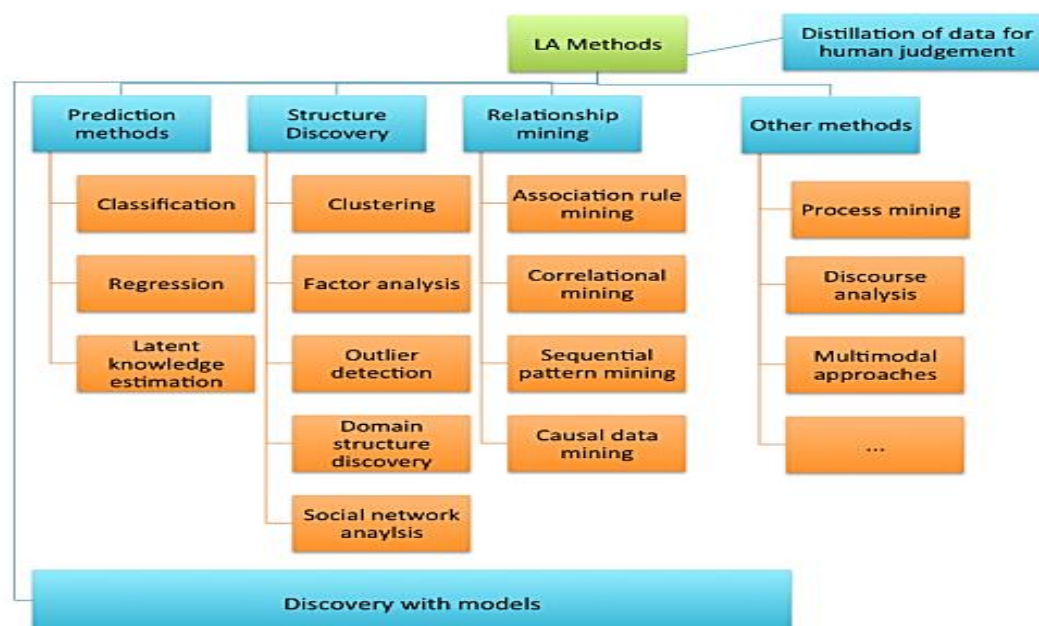 LA Methods
Distillation of data for
human judgement
Prediction
methods
Structure
Discovery
Relationship
mining
Other methods
Classification
Regression
Latent
knowledge
estimation
Clustering
Factor analysis
Outlier
detection
Domain
structure
discovery
Social network
anaylsis
Association rule
mining
Correlational
mining
Sequential
pattern mining
Causal data
mining
Process mining
Discourse
analysis
Multimodal
approaches
...
Discovery with models